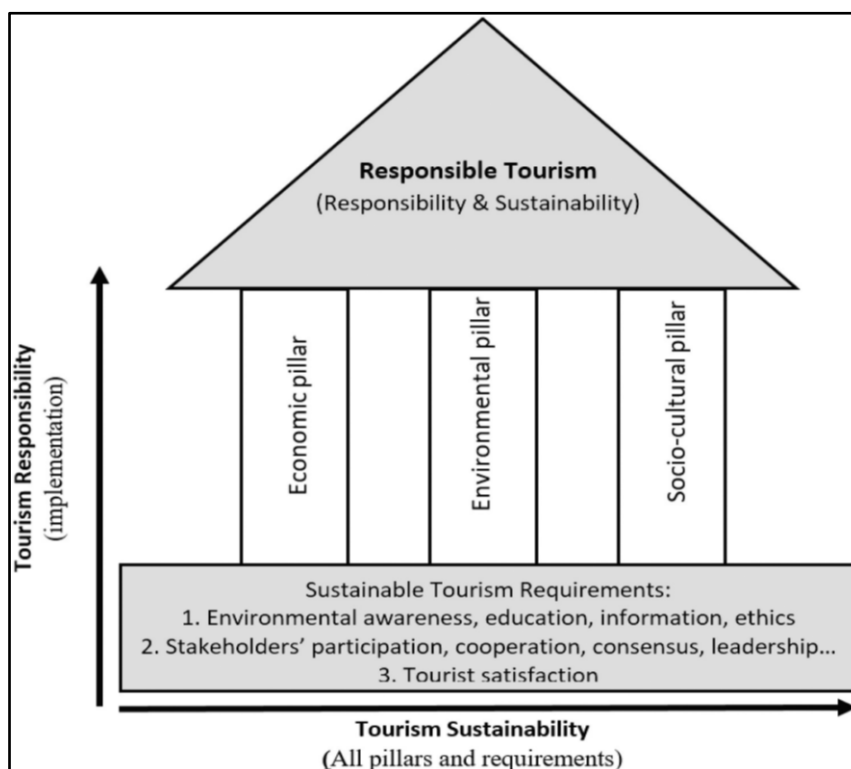 Responsible Tourism
(Responsibility & Sustainability)
Tourism Responsibility
(implementation)
Economic pillar
Environmental pillar
Socio-cultural pillar
Sustainable Tourism Requirements:
1. Environmental awareness, education, information, ethics
2. Stakeholders’ participation, cooperation, consensus, leadership...
3. Tourist satisfaction
Tourism Sustainability
(All pillars and requirements)